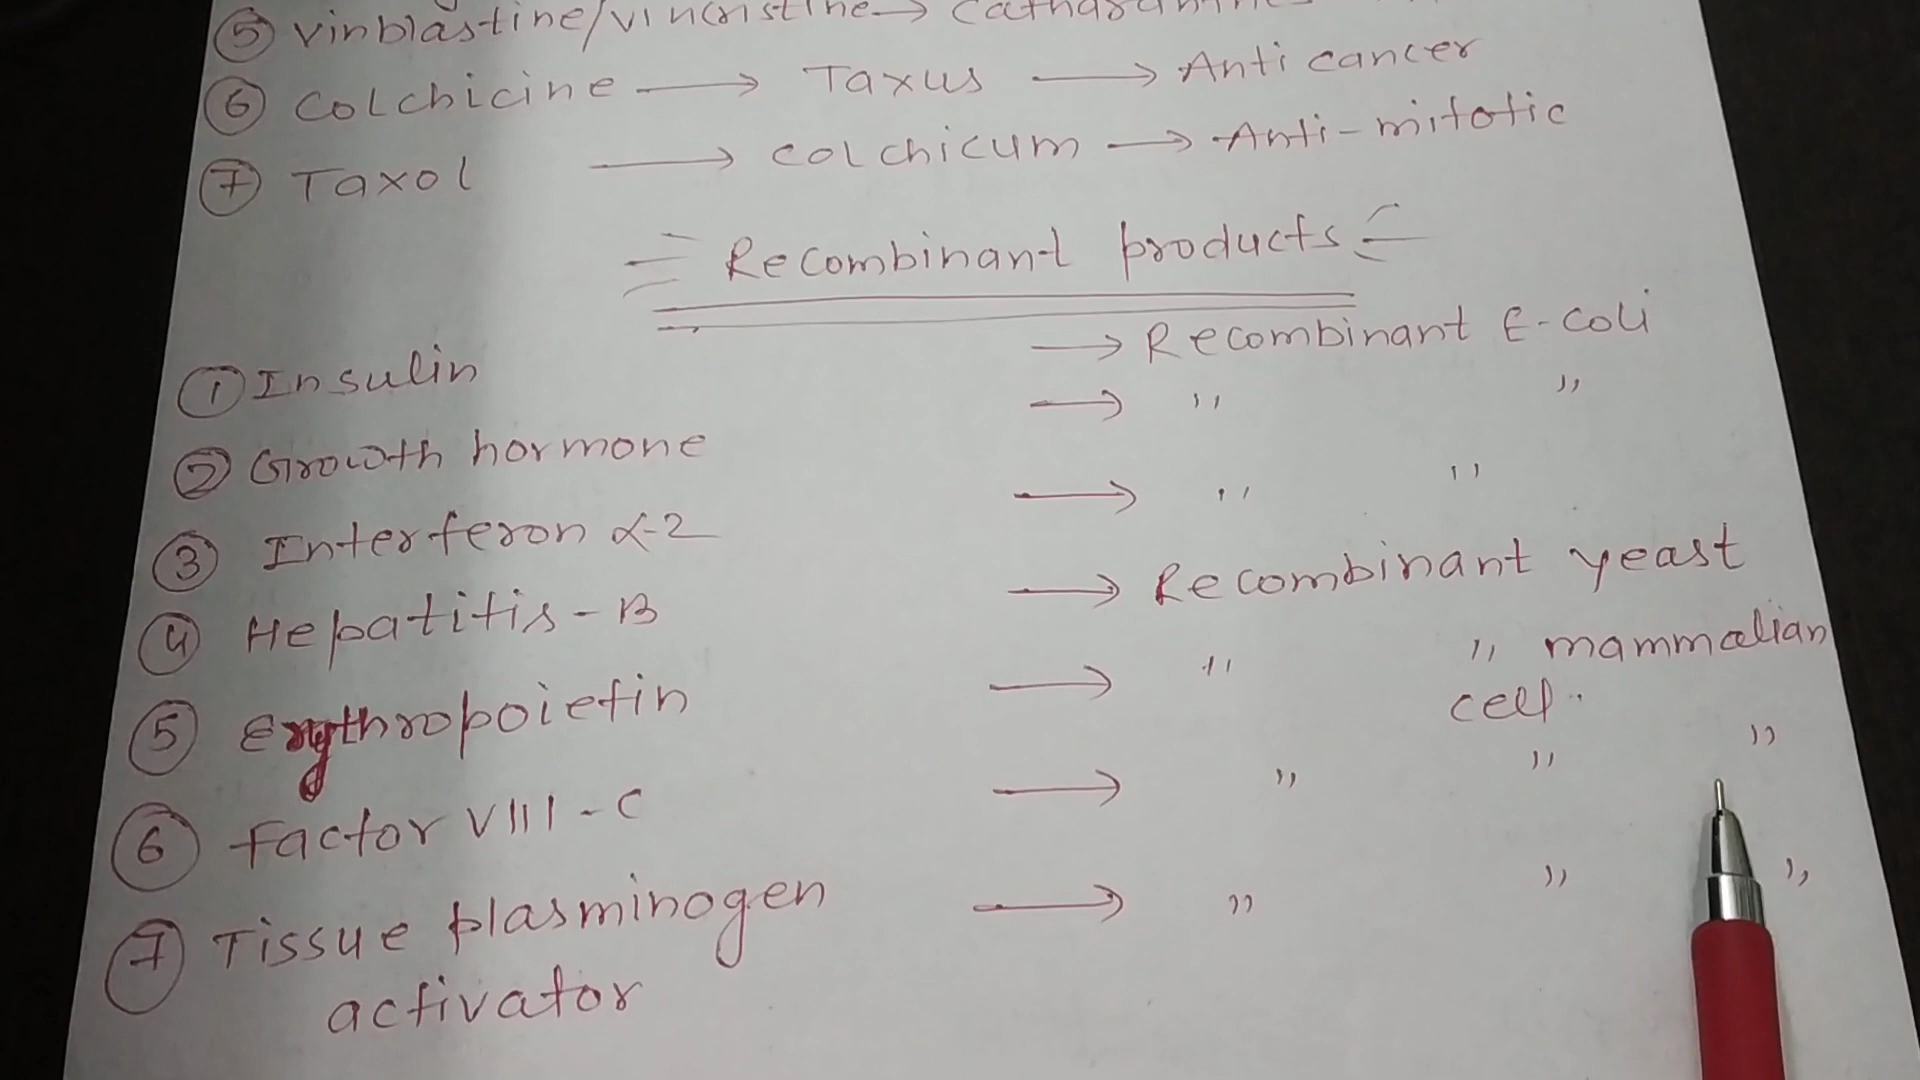 ⑤ vinblastine/vincristine → Catharanthus
⑥ Colchicine → Taxus → Anti cancer
⑦ Taxol → colchicum → Anti-mitotic
Recombinant products
① Insulin → Recombinant E-coli
② Growth hormone → " "
③ Interferon α-2 → " "
④ Hepatitis-B → Recombinant yeast
⑤ Erythropoietin → " " mammalian
cell.
⑥ Factor VIII-C → " " "
⑦ Tissue plasminogen → " " "
activator